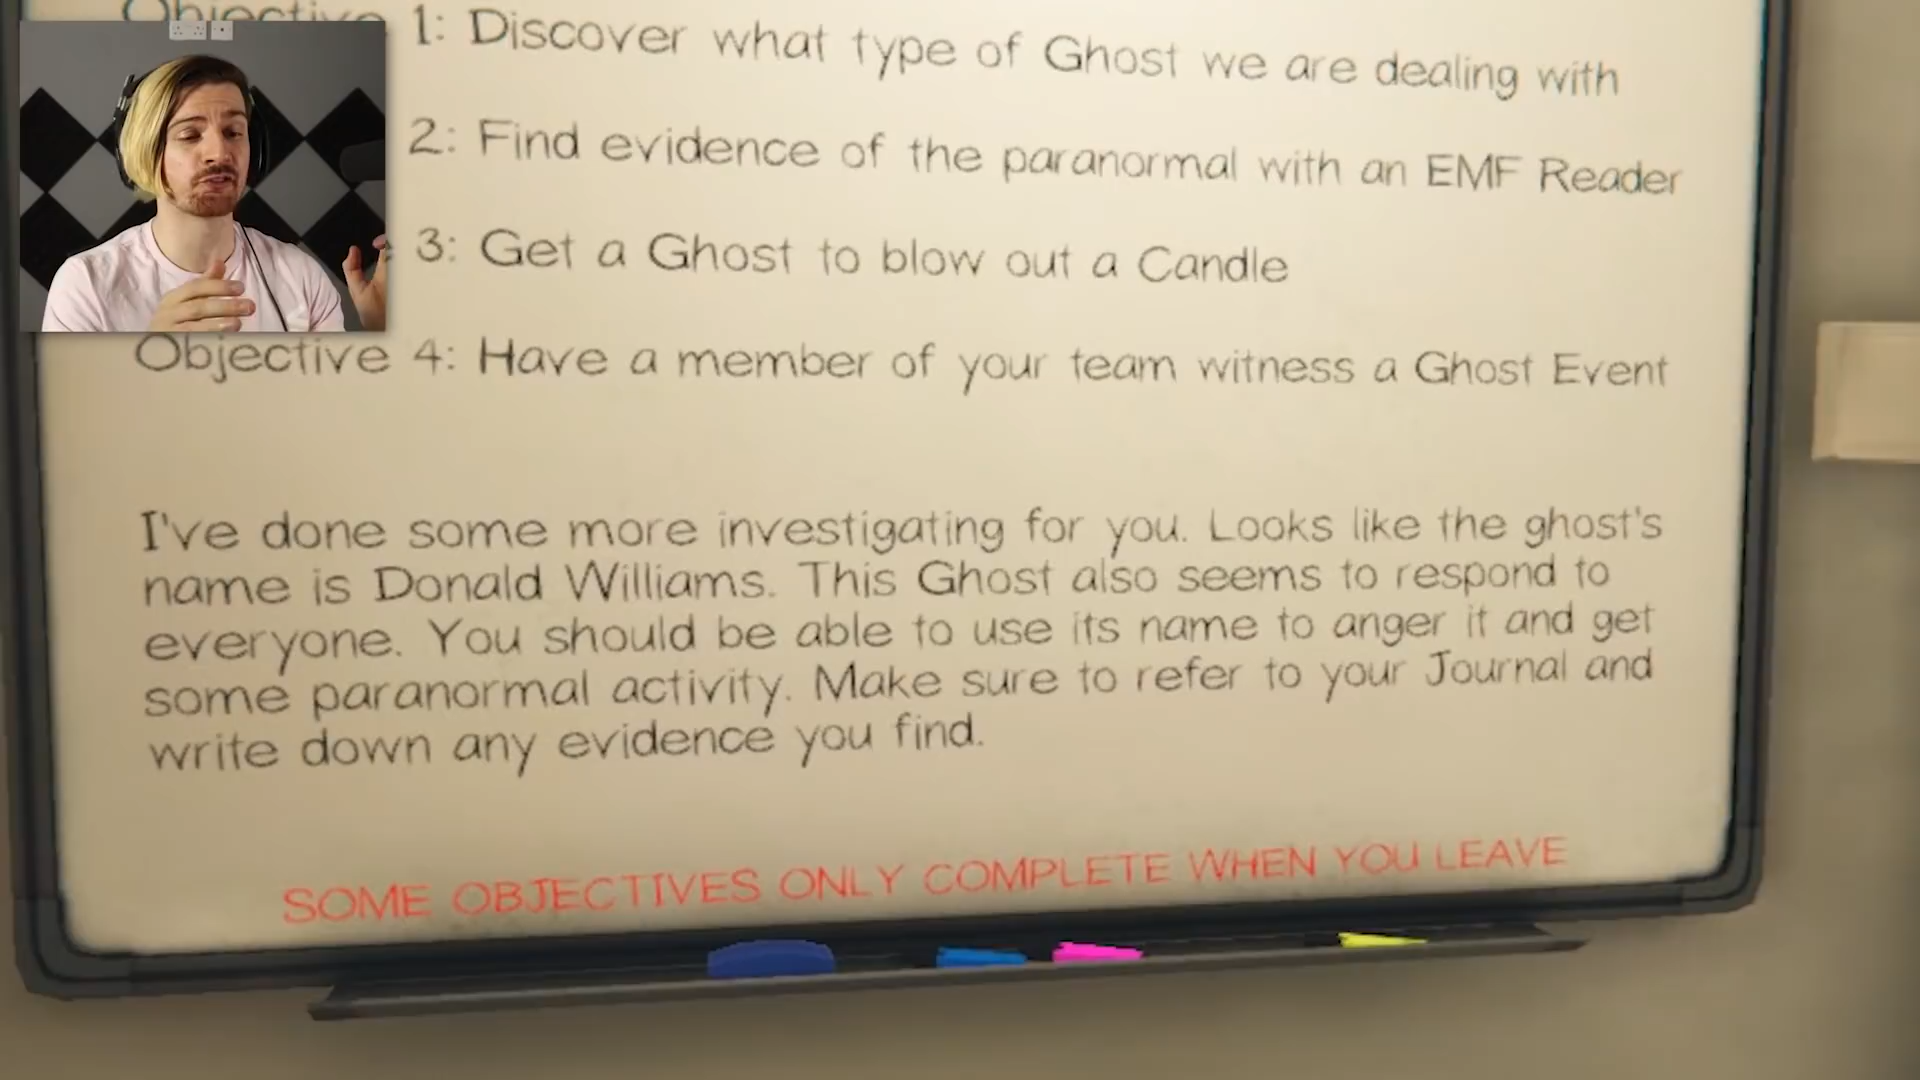 Objective 1: Discover what type of Ghost we are dealing with
2: Find evidence of the paranormal with an EMF Reader
3: Get a Ghost to blow out a Candle
Objective 4: Have a member of your team witness a Ghost Event
I've done some more investigating for you. Looks like the ghost's
name is Donald Williams. This Ghost also seems to respond to
everyone. You should be able to use its name to anger it and get
some paranormal activity. Make sure to refer to your Journal and
write down any evidence you find.
SOME OBJECTIVES ONLY COMPLETE WHEN YOU LEAVE